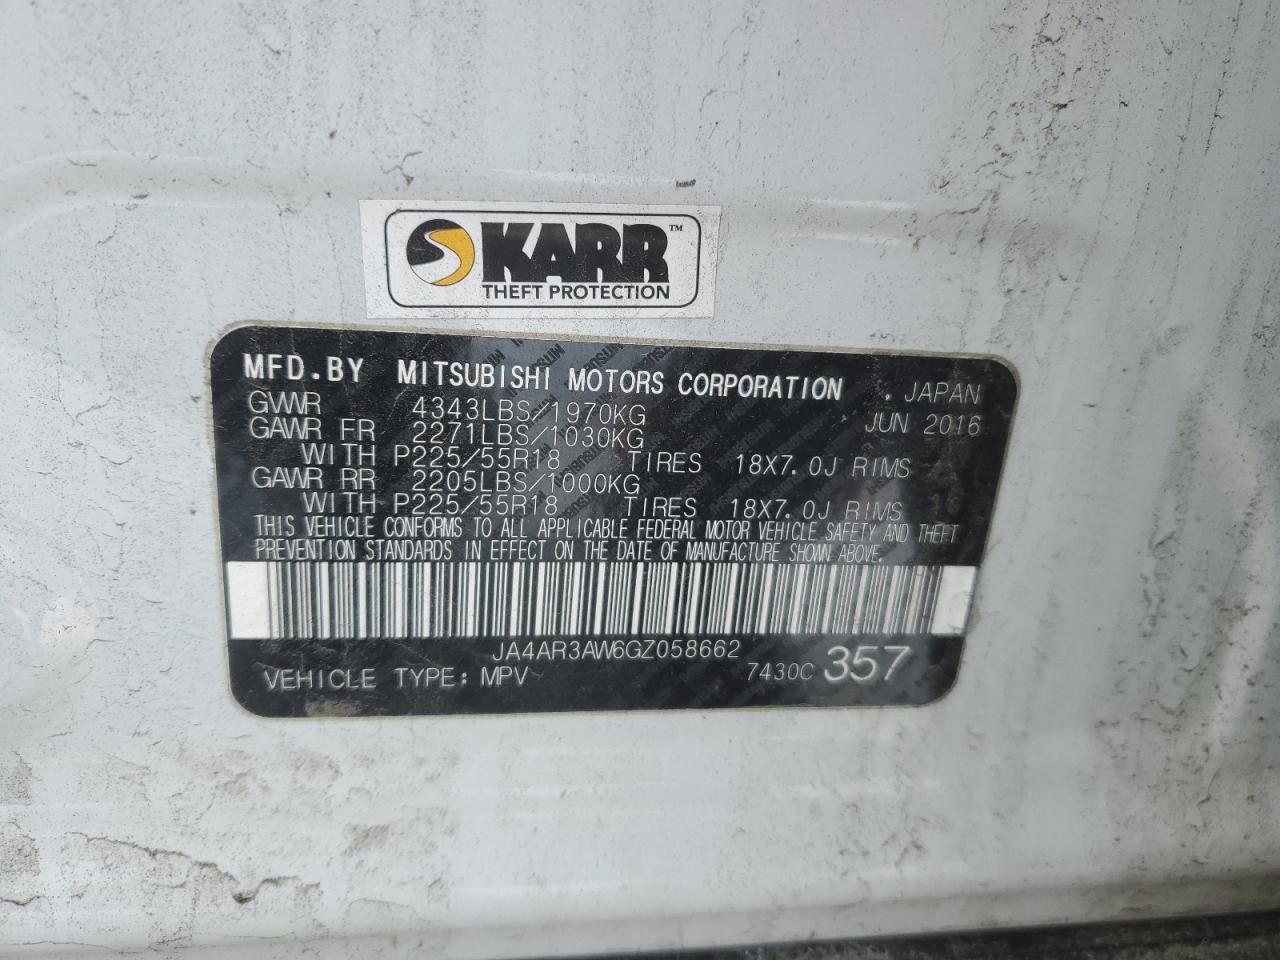 KARR™
THEFT PROTECTION
MFD.BY MITSUBISHI MOTORS CORPORATION . JAPAN
GVWR 4343LBS/1970KG JUN 2016
GAWR FR 2271LBS/1030KG
WITH P225/55R18 TIRES 18X7.0J RIMS
GAWR RR 2205LBS/1000KG
WITH P225/55R18 TIRES 18X7.0J RIMS
THIS VEHICLE CONFORMS TO ALL APPLICABLE FEDERAL MOTOR VEHICLE SAFETY AND THEFT
PREVENTION STANDARDS IN EFFECT ON THE DATE OF MANUFACTURE SHOWN ABOVE.
JA4AR3AW6GZ058662
VEHICLE TYPE: MPV 7430C 357